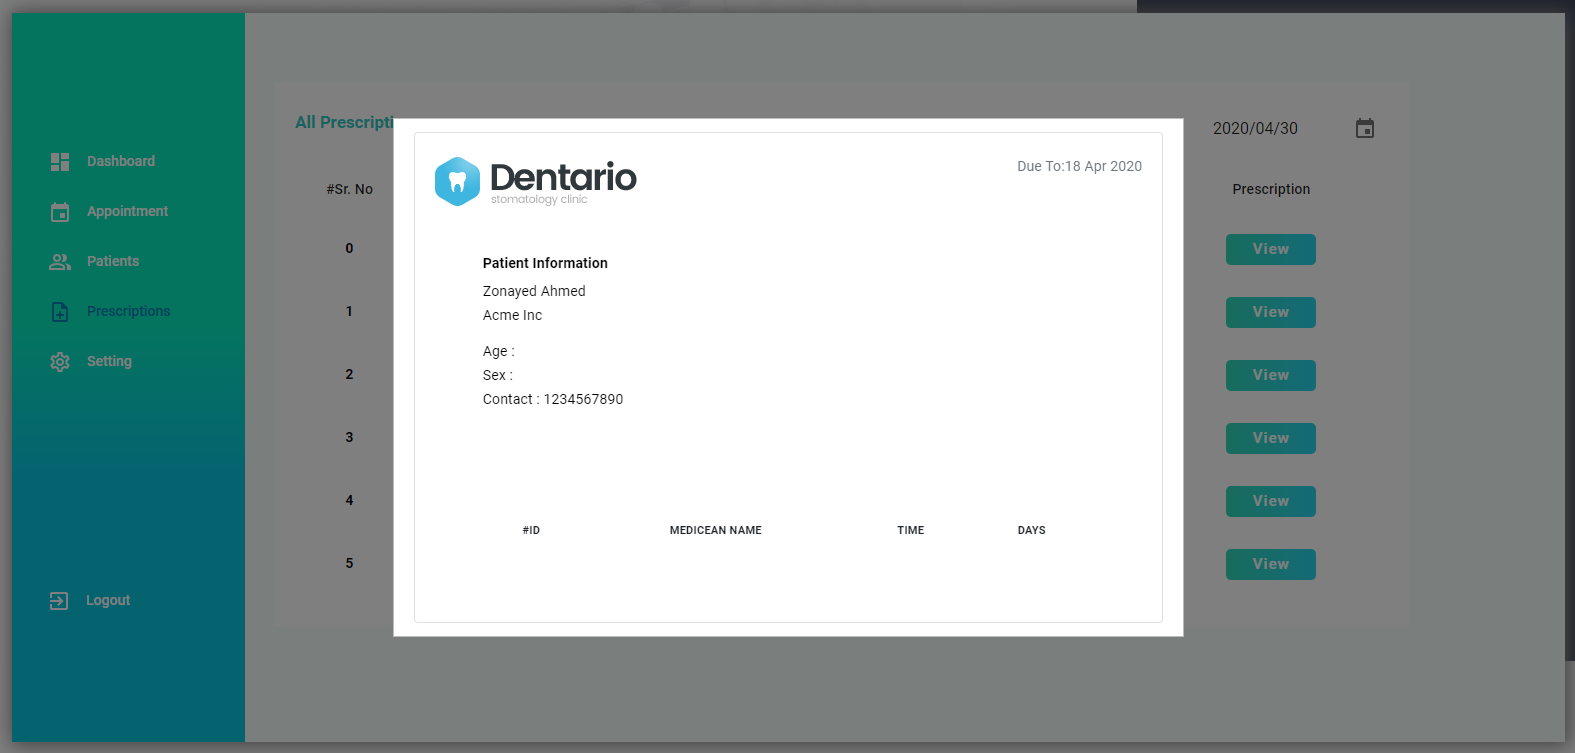 Dashboard
Appointment
Patients
Prescriptions
Setting
Logout
All Prescripti
2020/04/30
#Sr. No
Prescription
0
View
1
View
2
View
3
View
4
View
5
View
Dentario
stomatology clinic
Due To:18 Apr 2020
Patient Information
Zonayed Ahmed
Acme Inc
Age :
Sex :
Contact : 1234567890
#ID MEDICEAN NAME TIME DAYS